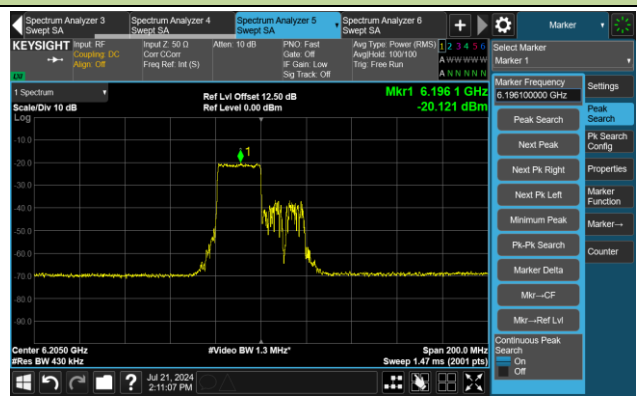 Spectrum Analyzer 3
Swept SA
Spectrum Analyzer 4
Swept SA
Spectrum Analyzer 5
Swept SA
Spectrum Analyzer 6
Swept SA
+
Marker
KEYSIGHT
Input: RF
Coupling: DC
Align: Off
Input Z: 50 Ω
Corr CCorr
Freq Ref: Int (S)
Atten: 10 dB
PNO: Fast
Gate: Off
IF Gain: Low
Sig Track: Off
Avg Type: Power (RMS)
Avg|Hold: 100/100
Trig: Free Run
1 2 3 4 5 6
A W W W W W
A N N N N N
Select Marker
Marker 1
LXI
1 Spectrum
Scale/Div 10 dB
Log
Ref Lvl Offset 12.50 dB
Ref Level 0.00 dBm
Mkr1 6.196 1 GHz
-20.121 dBm
1
-10.0
-20.0
-30.0
-40.0
-50.0
-60.0
-70.0
-80.0
-90.0
Center 6.2050 GHz
#Res BW 430 kHz
#Video BW 1.3 MHz*
Span 200.0 MHz
Sweep 1.47 ms (2001 pts)
Marker Frequency
6.196100000 GHz
Peak Search
Next Peak
Next Pk Right
Next Pk Left
Minimum Peak
Pk-Pk Search
Marker Delta
Mkr→CF
Mkr→Ref Lvl
Continuous Peak
Search
On
Off
Settings
Peak
Search
Pk Search
Config
Properties
Marker
Function
Marker→
Counter
?
Jul 21, 2024
2:11:07 PM